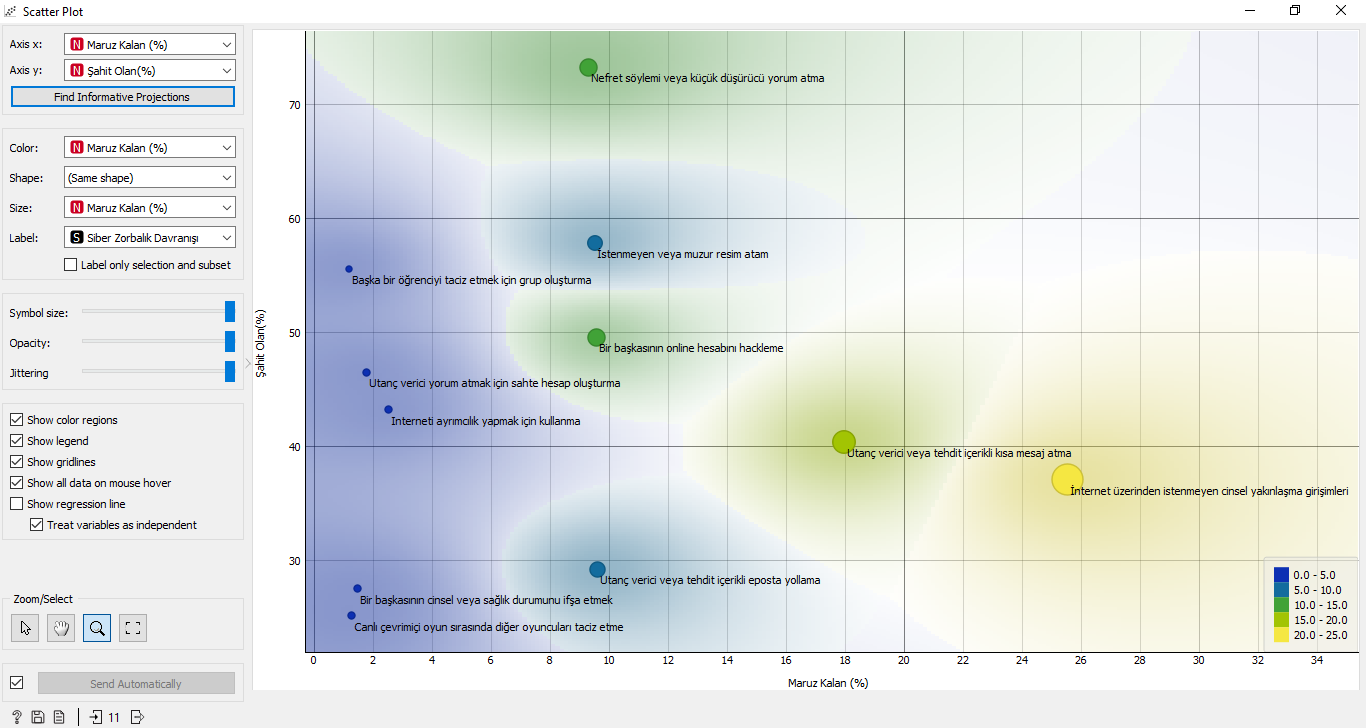 Scatter Plot
Axis x: N Maruz Kalan (%)
Axis y: N Şahit Olan(%)
Find Informative Projections
Color: N Maruz Kalan (%)
Shape: (Same shape)
Size: N Maruz Kalan (%)
Label: S Siber Zorbalık Davranışı
Label only selection and subset
Symbol size:
Opacity:
Jittering
Show color regions
Show legend
Show gridlines
Show all data on mouse hover
Show regression line
Treat variables as independent
Zoom/Select
Send Automatically
? 11
Şahit Olan(%)
70
60
50
40
30
Nefret söylemi veya küçük düşürücü yorum atma
İstenmeyen veya muzur resim atam
Başka bir öğrenciyi taciz etmek için grup oluşturma
Bir başkasının online hesabını hackleme
Utanç verici yorum atmak için sahte hesap oluşturma
Interneti ayrımcılık yapmak için kullanma
Utanç verici veya tehdit içerikli kısa mesaj atma
İnternet üzerinden istenmeyen cinsel yakınlaşma girişimleri
Utanç verici veya tehdit içerikli eposta yollama
Bir başkasının cinsel veya sağlık durumunu ifşa etmek
Canlı çevrimiçi oyun sırasında diğer oyuncuları taciz etme
0.0 - 5.0
5.0 - 10.0
10.0 - 15.0
15.0 - 20.0
20.0 - 25.0
0 2 4 6 8 10 12 14 16 18 20 22 24 26 28 30 32 34
Maruz Kalan (%)